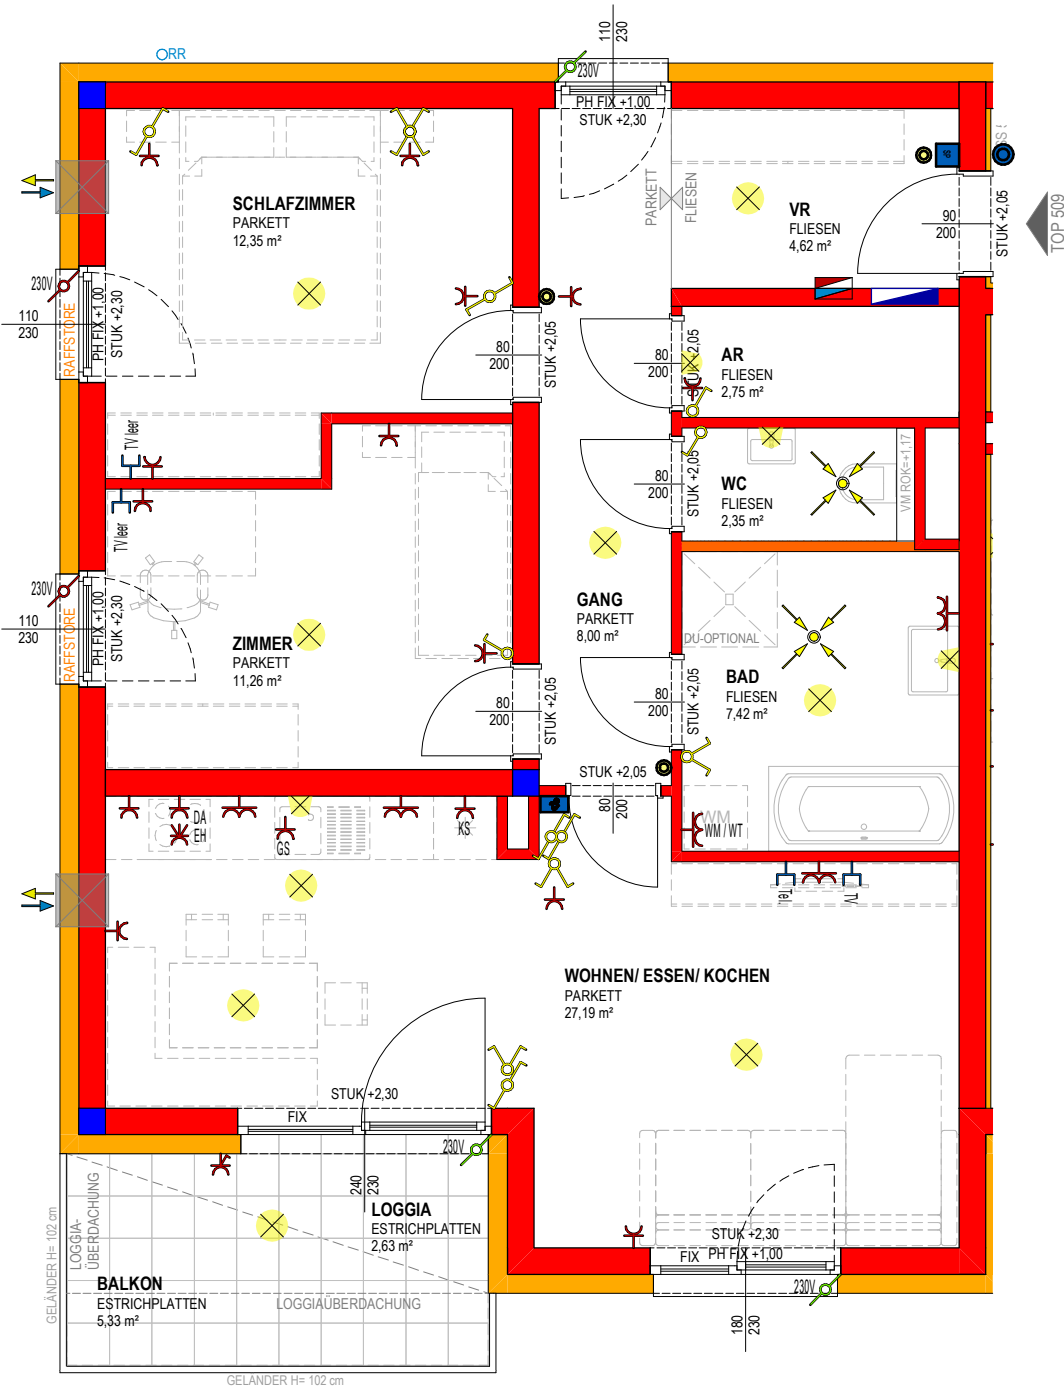 RR
110
230
230V
PH FIX +1.00
STUK +2,30
SCHLAFZIMMER
PARKETT
12,35 m²
PARKETT
FLIESEN
VR
FLIESEN
4,62 m²
90
200
STUK +2,05
TOP 509
230V
110
230
RAFFSTORE
PH FIX +1.00
STUK +2,30
80
200
STUK +2,05
80
200
STUK +2,05
AR
FLIESEN
2,75 m²
TV leer
TV leer
80
200
STUK +2,05
WC
FLIESEN
2,35 m²
VM ROK=+1,17
230V
110
230
RAFFSTORE
PH FIX +1.00
STUK +2,30
ZIMMER
PARKETT
11,26 m²
GANG
PARKETT
8,00 m²
DU-OPTIONAL
BAD
FLIESEN
7,42 m²
80
200
STUK +2,05
80
200
STUK +2,05
STUK +2,05
80
200
DA
EH
GS
KS
WM
WM / WT
Tel.
TV
WOHNEN/ ESSEN/ KOCHEN
PARKETT
27,19 m²
STUK +2,30
FIX
230V
240
230
LOGGIA
ESTRICHPLATTEN
2,63 m²
LOGGIA-
ÜBERDACHUNG
GELÄNDER H= 102 cm
BALKON
ESTRICHPLATTEN
5,33 m²
LOGGIAÜBERDACHUNG
STUK +2,30
FIX
PH FIX +1,00
230V
180
230
GELÄNDER H= 102 cm